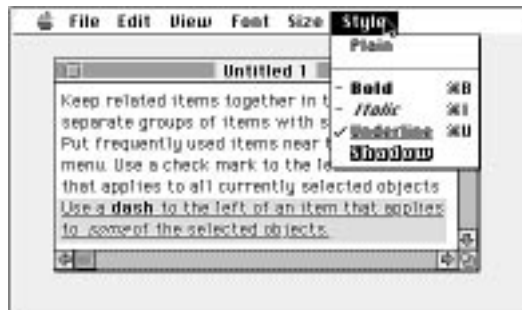 File Edit View Font Size Style
Plain
- Bold ⌘B
- Italic ⌘I
✓ Underline ⌘U
Shadow
Untitled 1
Keep related items together in t
separate groups of items with s
Put frequently used items near t
menu. Use a check mark to the le
that applies to all currently selected objects
Use a dash to the left of an item that applies
to some of the selected objects.